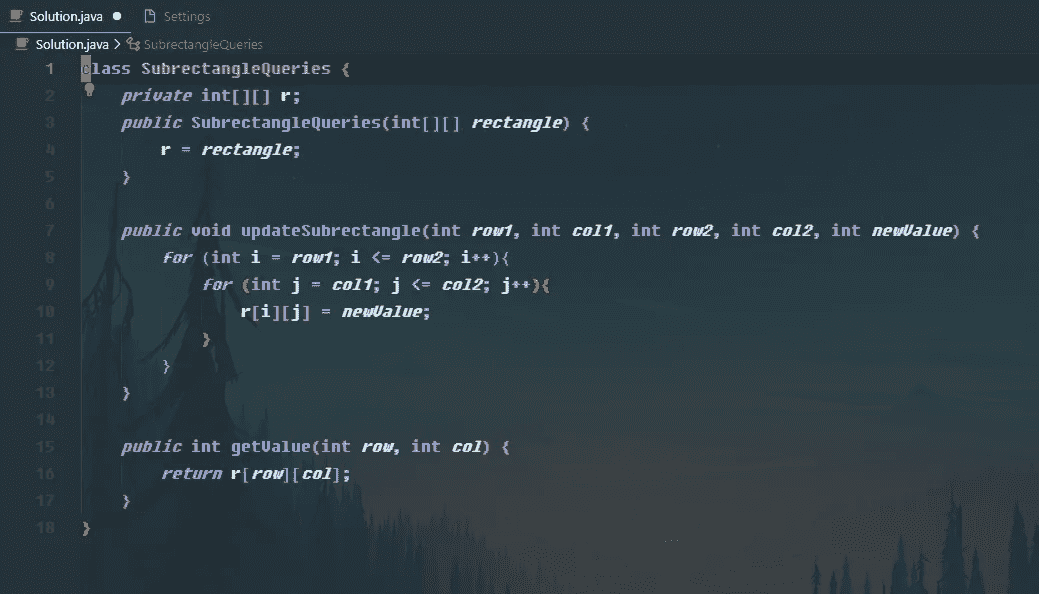 Solution.java ● Settings
Solution.java > SubrectangleQueries
1 class SubrectangleQueries {
2 private int[][] r;
3 public SubrectangleQueries(int[][] rectangle) {
4 r = rectangle;
5 }
6
7 public void updateSubrectangle(int row1, int col1, int row2, int col2, int newValue) {
8 for (int i = row1; i <= row2; i++){
9 for (int j = col1; j <= col2; j++){
10 r[i][j] = newValue;
11 }
12 }
13 }
14
15 public int getValue(int row, int col) {
16 return r[row][col];
17 }
18 }